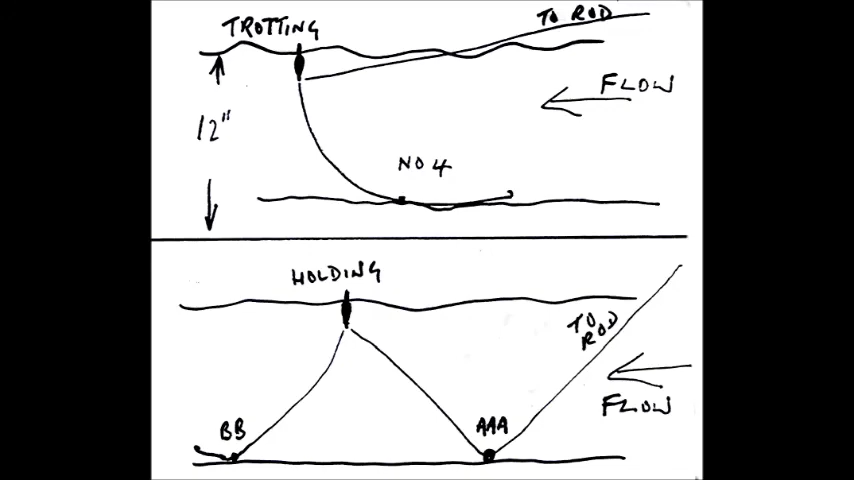 TROTTING
TO ROD
FLOW
12"
NO 4
HOLDING
TO
ROD
FLOW
BB
AAA